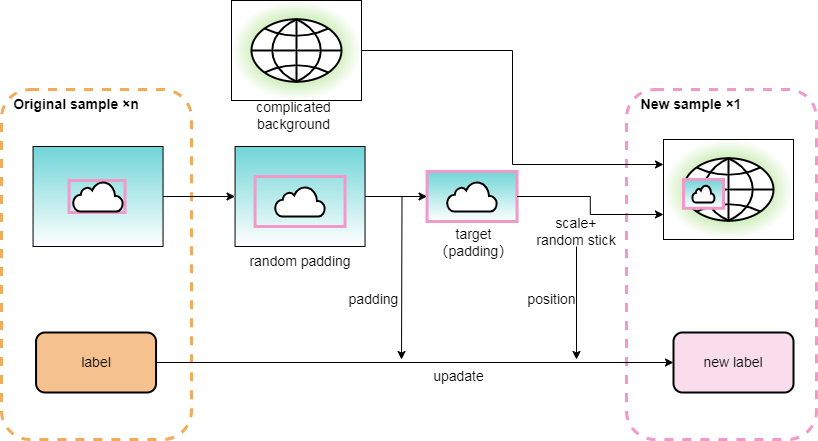 complicated
background
Original sample ×n
New sample ×1
random padding
target
(padding)
scale+
random stick
padding
position
label
new label
upadate